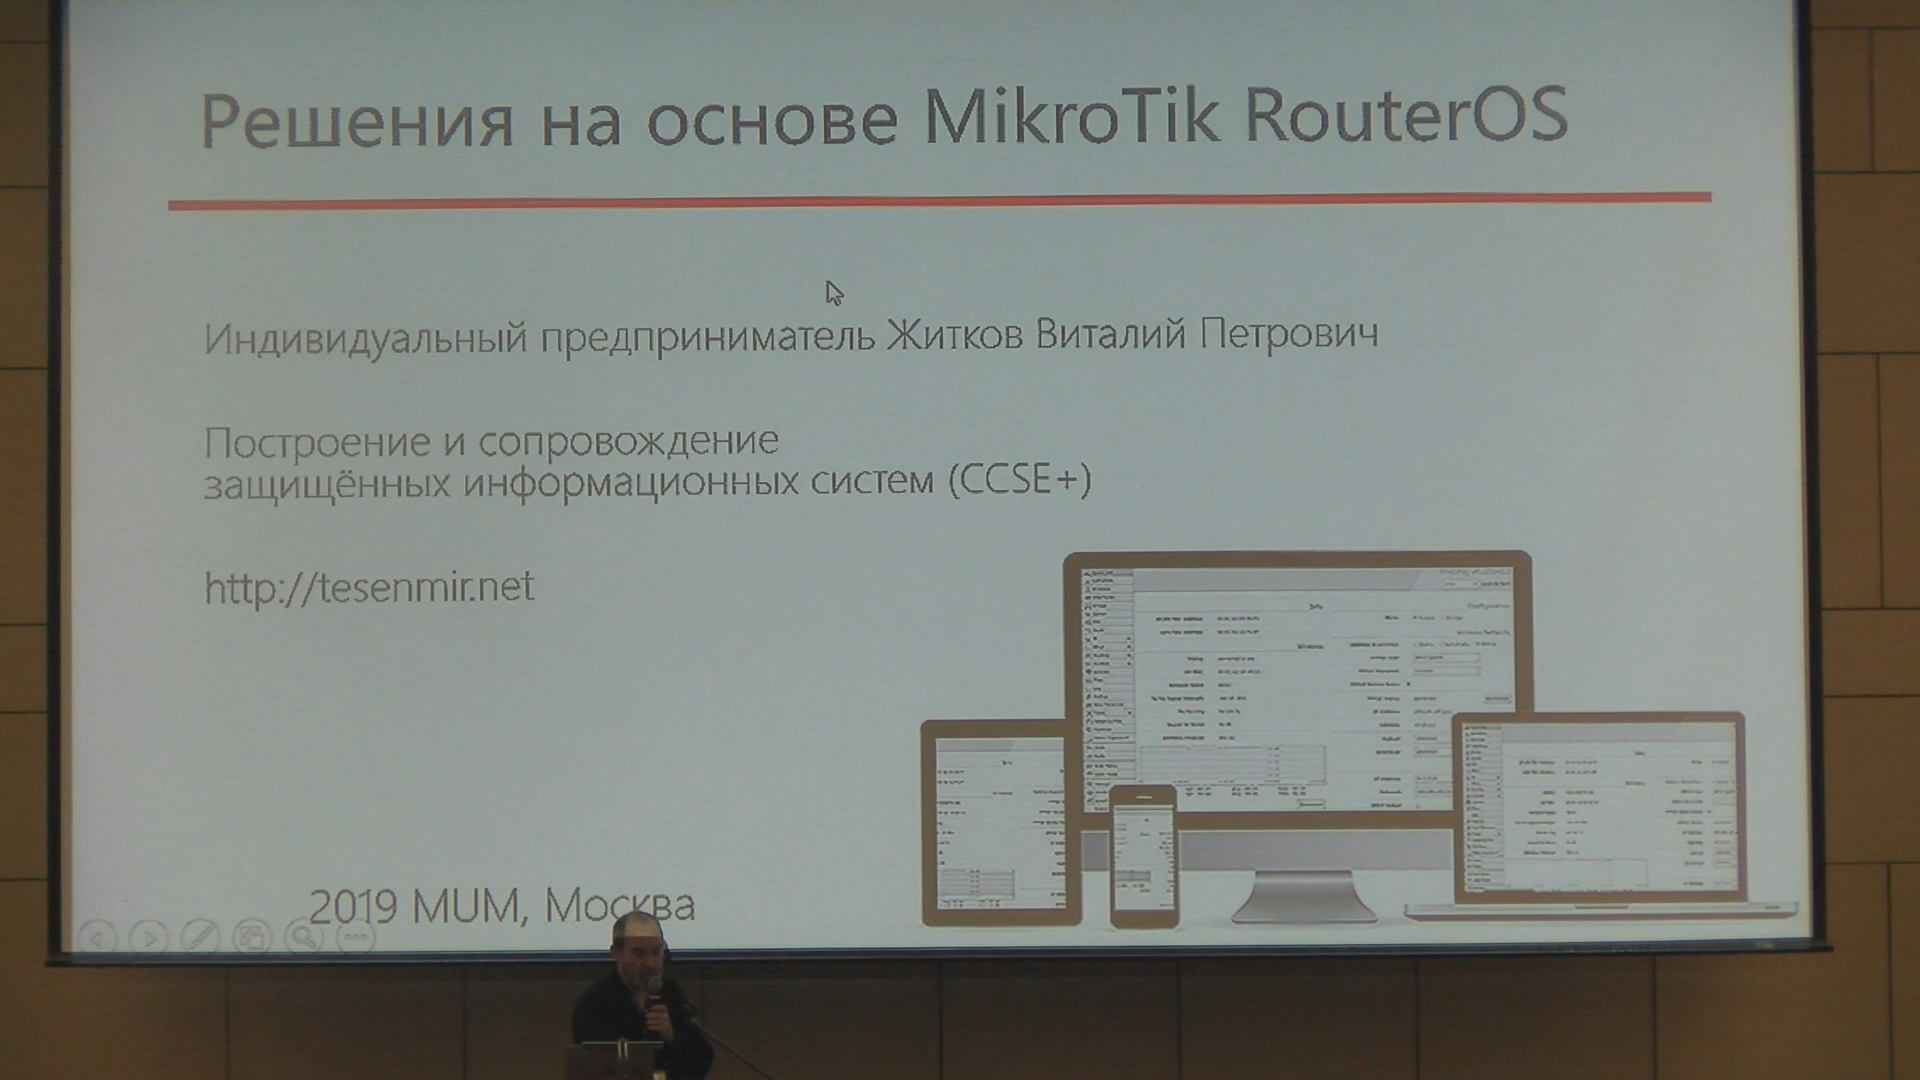 Решения на основе MikroTik RouterOS
Индивидуальный предприниматель Житков Виталий Петрович
Построение и сопровождение
защищённых информационных систем (CCSE+)
http://tesenmir.net
2019 MUM, Москва